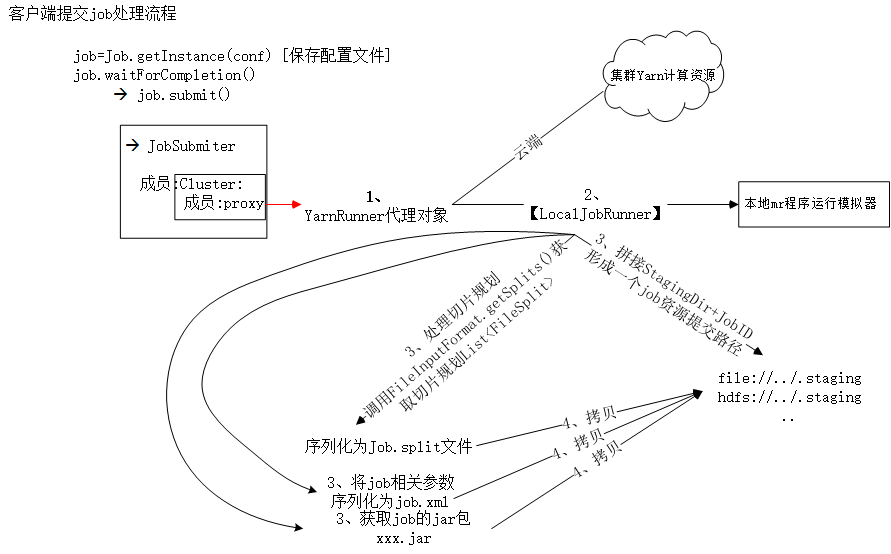 客户端提交job处理流程
job=Job.getInstance(conf) [保存配置文件]
job.waitForCompletion()
→ job.submit()
→ JobSubmiter
成员:Cluster:
成员:proxy
集群Yarn计算资源
云端
1、
YarnRunner代理对象
2、
【LocalJobRunner】
本地mr程序运行模拟器
3、拼接StagingDir+JobID
形成一个job资源提交路径
3、处理切片规划
调用FileInputFormat.getSplits()获
取切片规划List<FileSplit>
file://../.staging
hdfs://../.staging
..
序列化为Job.split文件
4、拷贝
4、拷贝
4、拷贝
3、将job相关参数
序列化为job.xml
3、获取job的jar包
xxx.jar